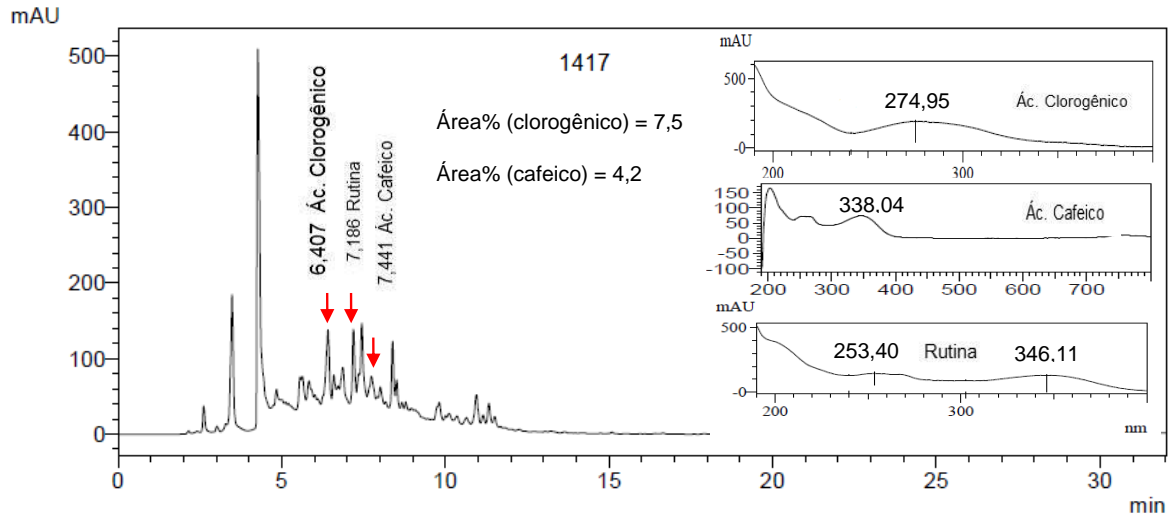 mAU
500
400
300
200
100
0
0
5
10
15
20
25
30
min
1417
Área% (clorogênico) = 7,5
Área% (cafeico) = 4,2
6,407 Ác. Clorogênico
7,186 Rutina
7,441 Ác. Cafeico
mAU
500
-0
274,95
Ác. Clorogênico
200
300
150
100
50
0
-50
-100
338,04
Ác. Cafeico
200
300
400
500
600
700
mAU
500
-0
253,40
Rutina
346,11
200
300
nm